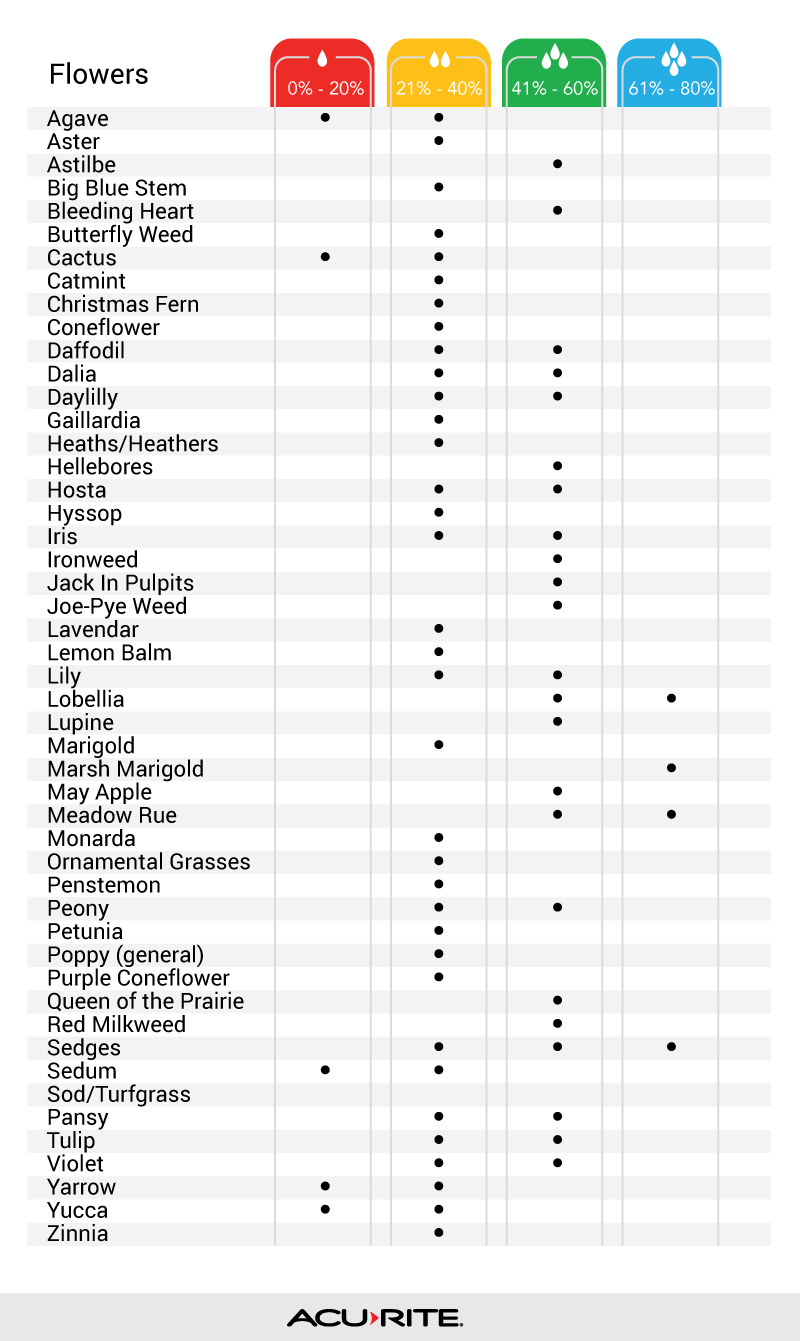 Flowers
0% - 20% 21% - 40% 41% - 60% 61% - 80%
Agave
Aster
Astilbe
Big Blue Stem
Bleeding Heart
Butterfly Weed
Cactus
Catmint
Christmas Fern
Coneflower
Daffodil
Dalia
Daylilly
Gaillardia
Heaths/Heathers
Hellebores
Hosta
Hyssop
Iris
Ironweed
Jack In Pulpits
Joe-Pye Weed
Lavendar
Lemon Balm
Lily
Lobellia
Lupine
Marigold
Marsh Marigold
May Apple
Meadow Rue
Monarda
Ornamental Grasses
Penstemon
Peony
Petunia
Poppy (general)
Purple Coneflower
Queen of the Prairie
Red Milkweed
Sedges
Sedum
Sod/Turfgrass
Pansy
Tulip
Violet
Yarrow
Yucca
Zinnia
ACU RITE